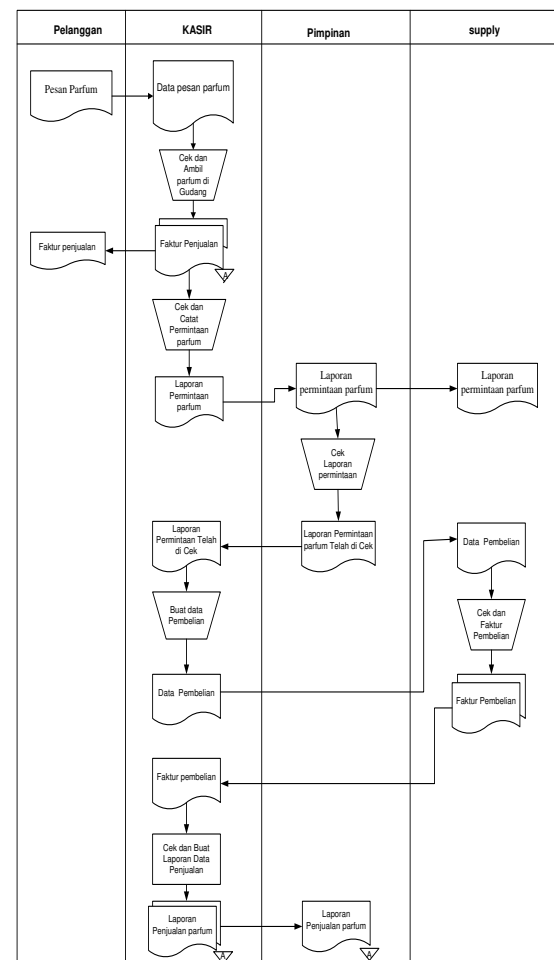 Pelanggan
KASIR
Pimpinan
supply
Pesan Parfum
Data pesan parfum
Cek dan
Ambil
parfum di
Gudang
Faktur penjualan
Faktur Penjualan
A
Cek dan
Catat
Permintaan
parfum
Laporan
Permintaan
parfum
Laporan
permintaan parfum
Laporan
permintaan parfum
Cek
Laporan
permintaan
Laporan
Permintaan Telah
di Cek
Laporan Permintaan
parfum Telah di Cek
Data Pembelian
Buat data
Pembelian
Cek dan
Faktur
Pembelian
Data Pembelian
Faktur Pembelian
Faktur pembelian
Cek dan Buat
Laporan Data
Penjualan
Laporan
Penjualan parfum
A
Laporan
Penjualan parfum
A